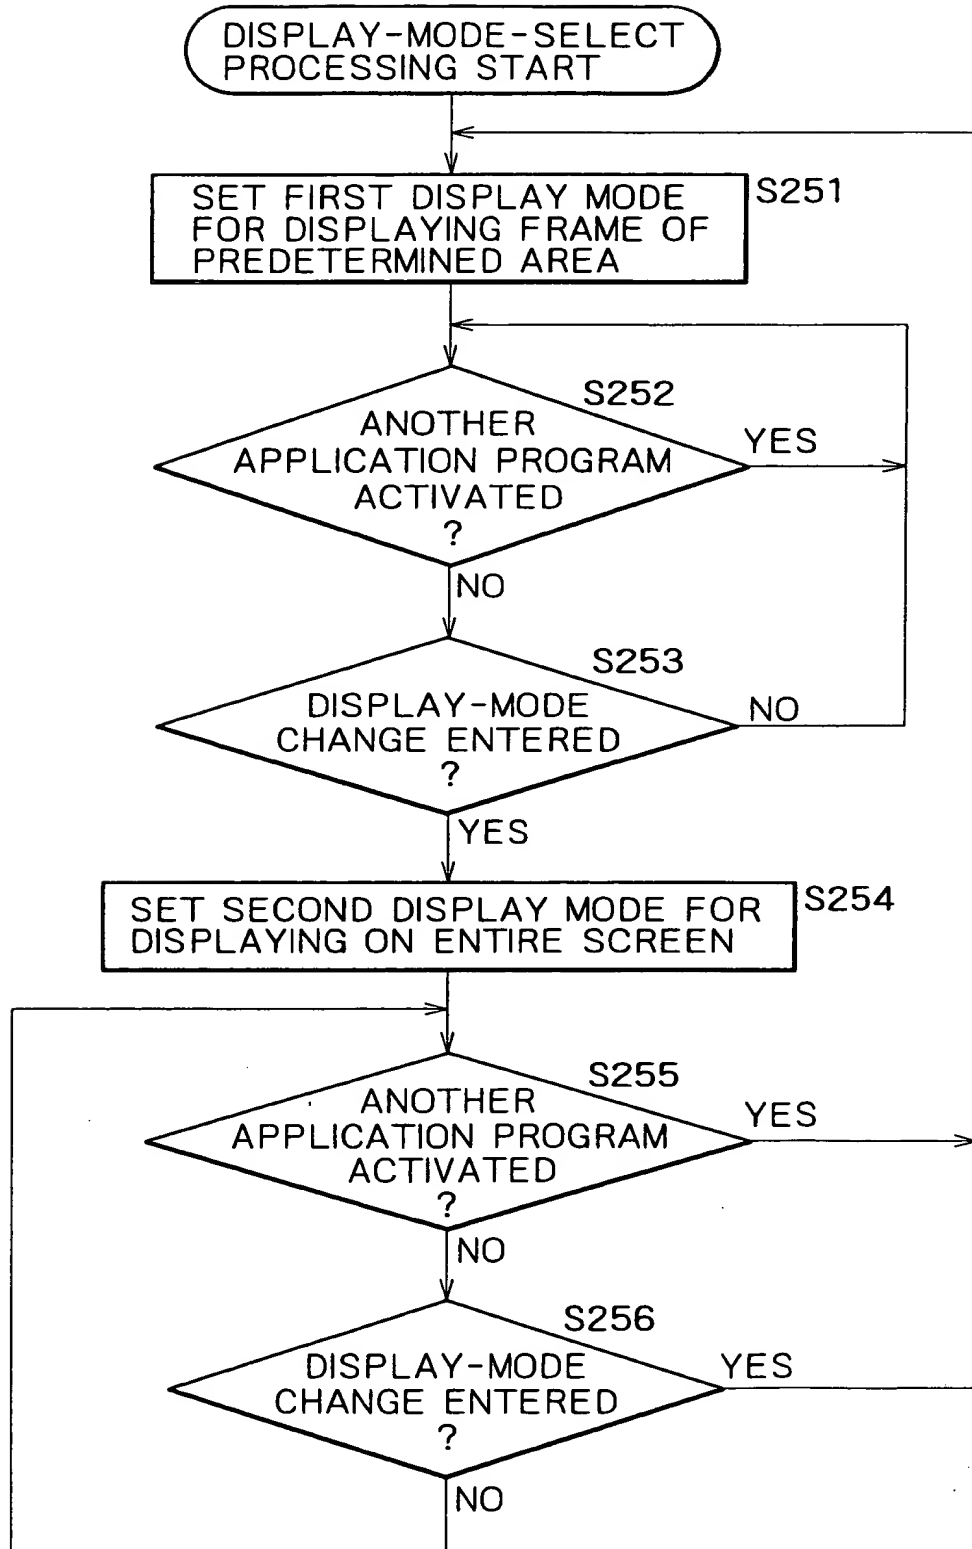 DISPLAY-MODE-SELECT
PROCESSING START
S251
SET FIRST DISPLAY MODE
FOR DISPLAYING FRAME OF
PREDETERMINED AREA
S252
ANOTHER
APPLICATION PROGRAM
ACTIVATED
?
YES
NO
S253
DISPLAY-MODE
CHANGE ENTERED
?
NO
YES
S254
SET SECOND DISPLAY MODE FOR
DISPLAYING ON ENTIRE SCREEN
S255
ANOTHER
APPLICATION PROGRAM
ACTIVATED
?
YES
NO
S256
DISPLAY-MODE
CHANGE ENTERED
?
YES
NO